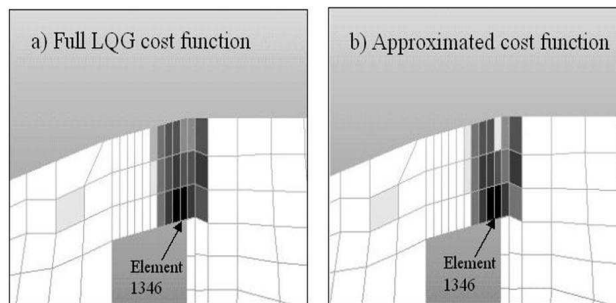 a) Full LQG cost function
Element
1346
b) Approximated cost function
Element
1346